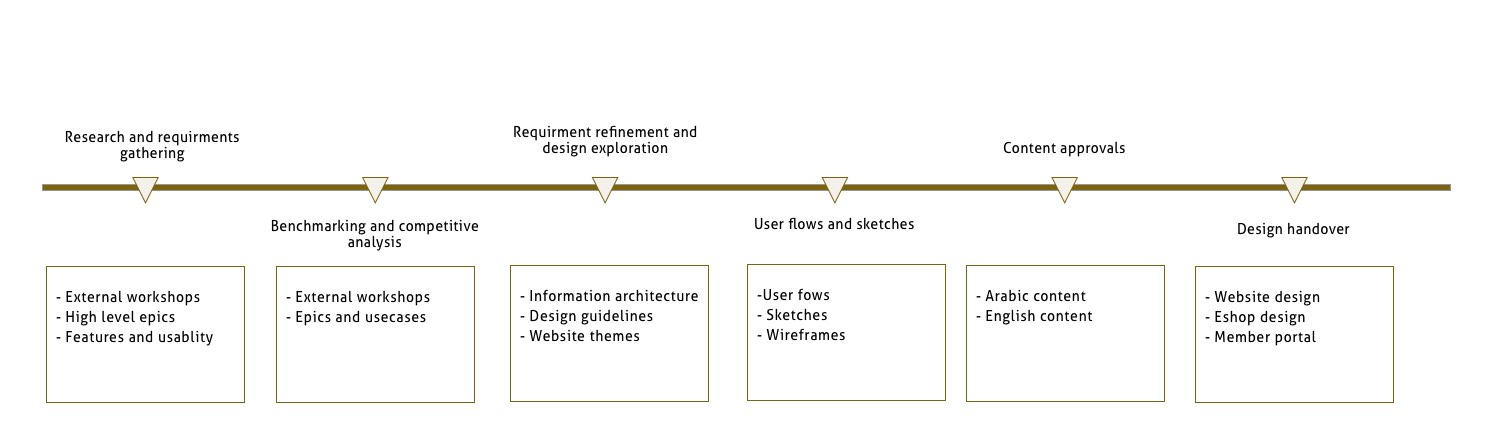 Research and requirments
gathering
Benchmarking and competitive
analysis
Requirment refinement and
design exploration
User flows and sketches
Content approvals
Design handover
- External workshops
- High level epics
- Features and usablity
- External workshops
- Epics and usecases
- Information architecture
- Design guidelines
- Website themes
-User fows
- Sketches
- Wireframes
- Arabic content
- English content
- Website design
- Eshop design
- Member portal